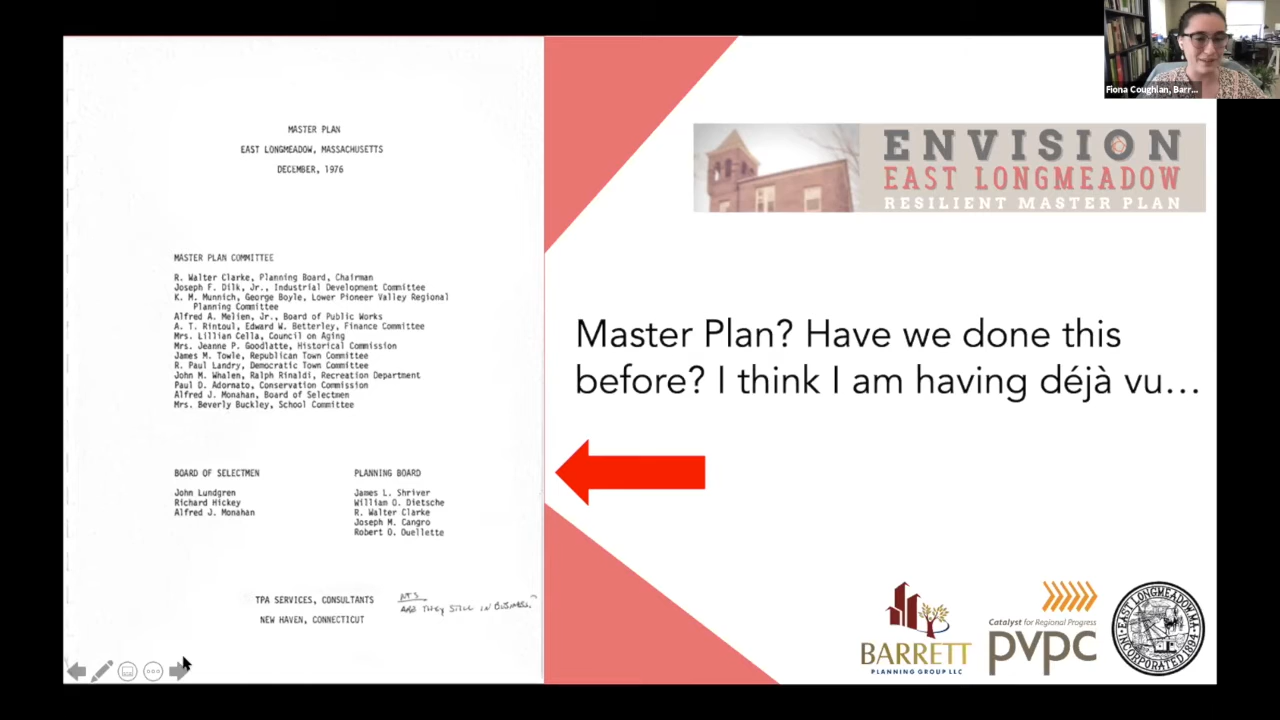 MASTER PLAN
EAST LONGMEADOW, MASSACHUSETTS
DECEMBER, 1976
MASTER PLAN COMMITTEE
R. Walter Clarke, Planning Board, Chairman
Joseph F. Dilk, Jr., Industrial Development Committee
K. M. Munnich, George Boyle, Lower Pioneer Valley Regional
Planning Committee
Alfred A. Melien, Jr., Board of Public Works
A. T. Rintoul, Edward W. Betterley, Finance Committee
Mrs. Lillian Cella, Council on Aging
Mrs. Jeanne P. Goodlatte, Historical Commission
James M. Towle, Republican Town Committee
R. Paul Landry, Democratic Town Committee
John M. Whalen, Ralph Rinaldi, Recreation Department
Paul D. Adornato, Conservation Commission
Alfred J. Monahan, Board of Selectmen
Mrs. Beverly Buckley, School Committee
BOARD OF SELECTMEN
John Lundgren
Richard Hickey
Alfred J. Monahan
PLANNING BOARD
James L. Shriver
William O. Dietsche
R. Walter Clarke
Joseph M. Cangro
Robert O. Ouellette
TPA SERVICES, CONSULTANTS
NEW HAVEN, CONNECTICUT
ARE THEY STILL IN BUSINESS?
Fiona Coughlan, Barr...
ENVISION
EAST LONGMEADOW
RESILIENT MASTER PLAN
Master Plan? Have we done this
before? I think I am having déjà vu...
BARRETT
PLANNING GROUP LLC
Catalyst for Regional Progress
pvpc
EAST LONGMEADOW, MA
INCORPORATED 1894